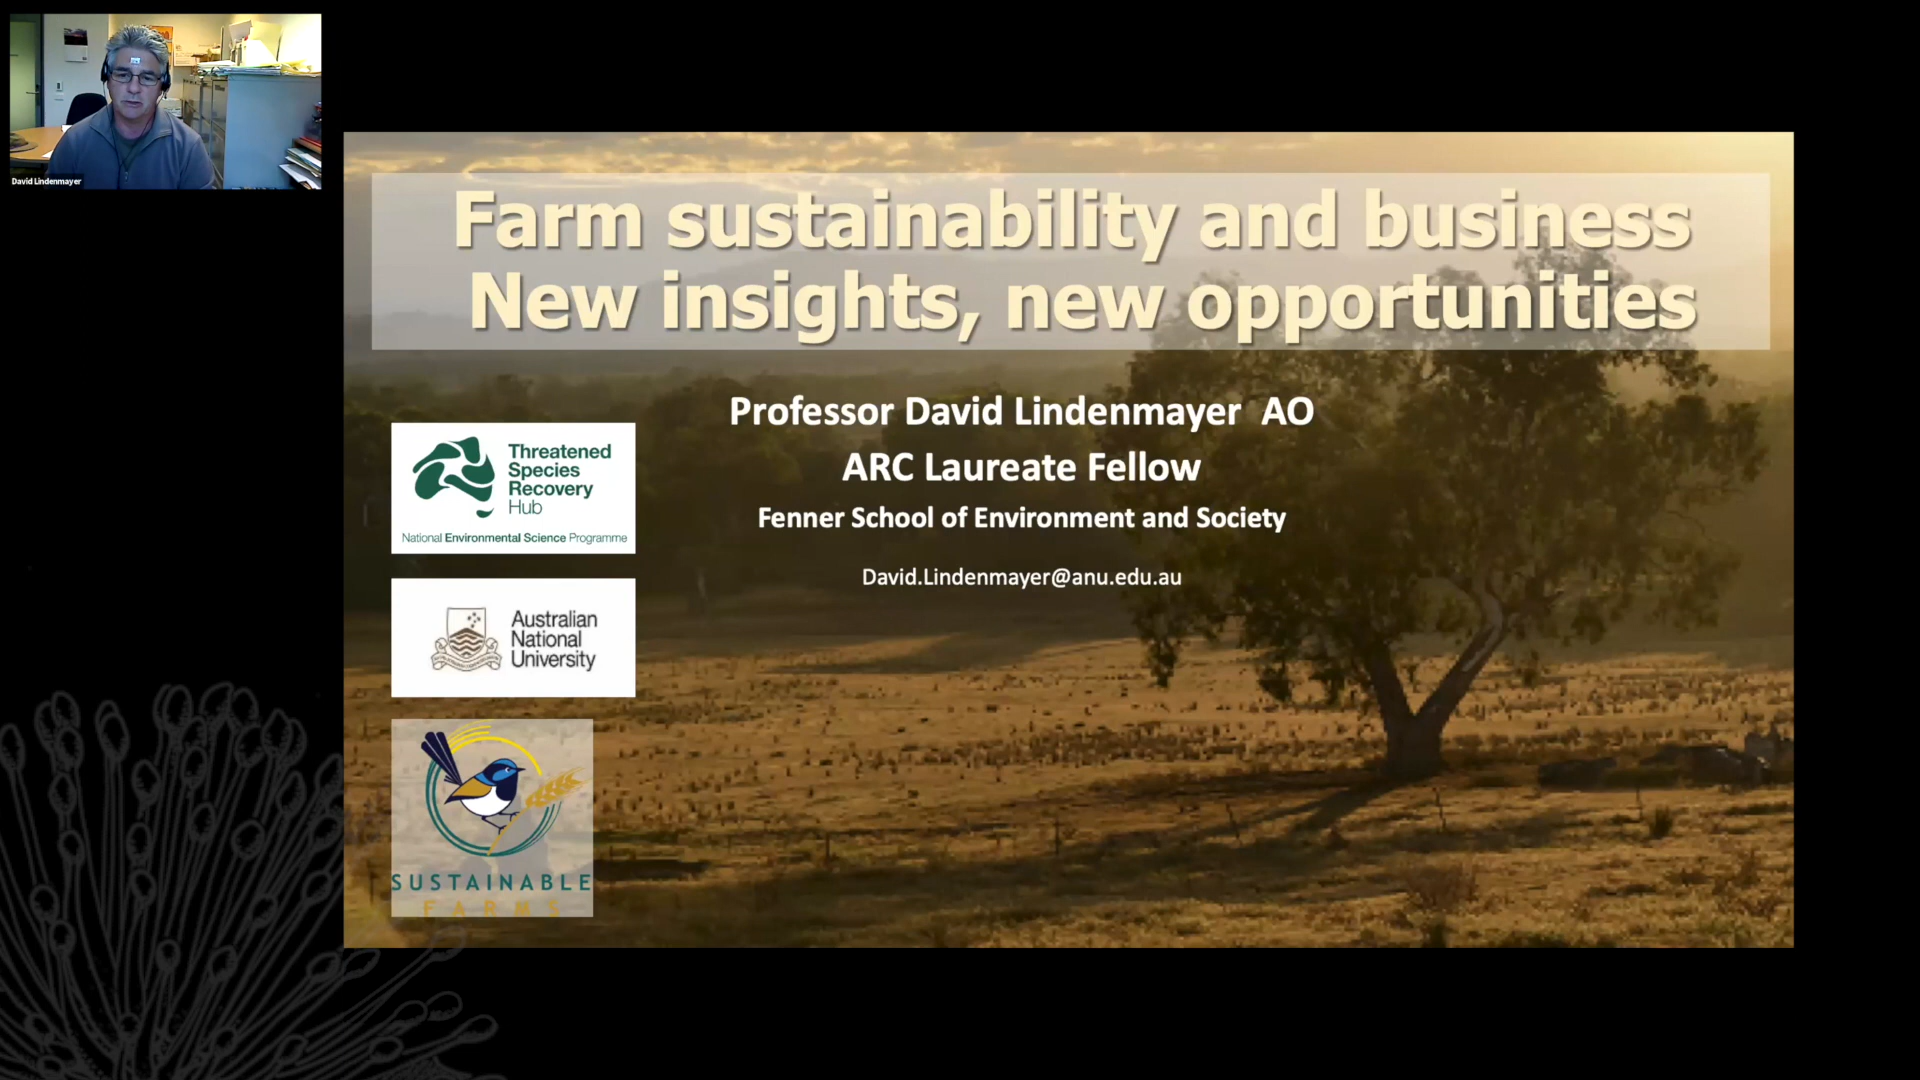 David Lindenmayer
Farm sustainability and business
New insights, new opportunities
Professor David Lindenmayer AO
ARC Laureate Fellow
Fenner School of Environment and Society
David.Lindenmayer@anu.edu.au
Threatened
Species
Recovery
Hub
National Environmental Science Programme
Australian
National
University
SUSTAINABLE
FARMS